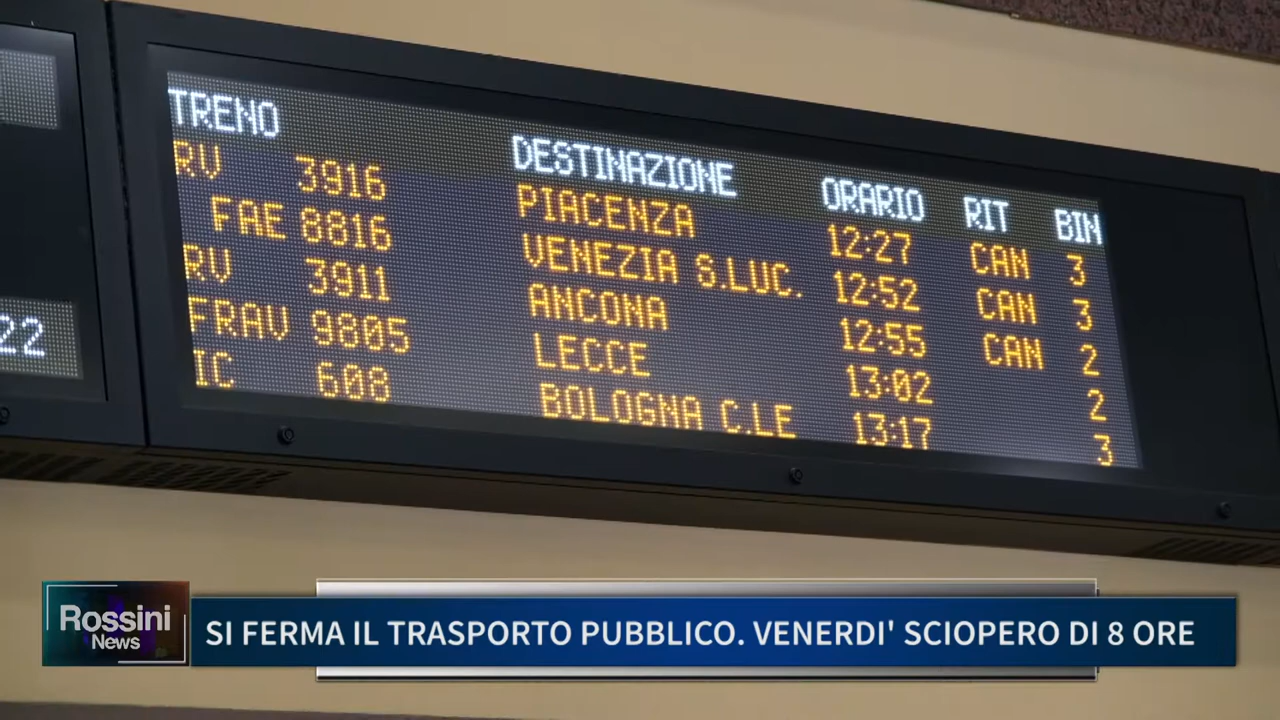 TRENO DESTINAZIONE ORARIO RIT BIN
RV 3916 PIACENZA 12:27 CAN 3
FAE 8816 VENEZIA S.LUC. 12:52 CAN 3
RV 3911 ANCONA 12:55 CAN 2
FRAV 9805 LECCE 13:02 2
IC 608 BOLOGNA C.LE 13:17 3
22
Rossini
News
SI FERMA IL TRASPORTO PUBBLICO. VENERDI' SCIOPERO DI 8 ORE